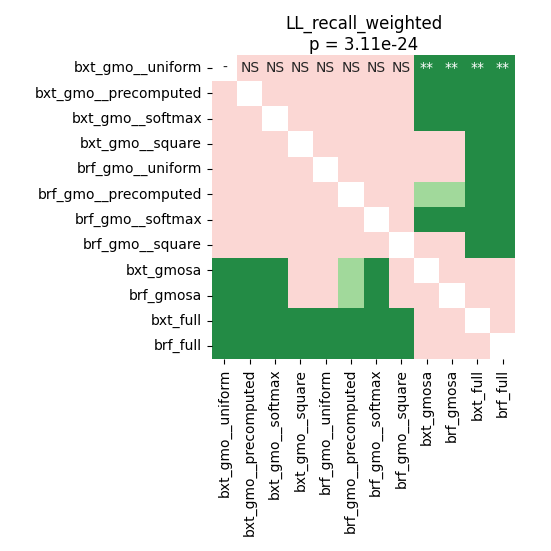 LL_recall_weighted
p = 3.11e-24
bxt_gmo__uniform - NS NS NS NS NS NS NS ** ** ** **
bxt_gmo__precomputed
bxt_gmo__softmax
bxt_gmo__square
brf_gmo__uniform
brf_gmo__precomputed
brf_gmo__softmax
brf_gmo__square
bxt_gmosa
brf_gmosa
bxt_full
brf_full
bxt_gmo__uniform
bxt_gmo__precomputed
bxt_gmo__softmax
bxt_gmo__square
brf_gmo__uniform
brf_gmo__precomputed
brf_gmo__softmax
brf_gmo__square
bxt_gmosa
brf_gmosa
bxt_full
brf_full